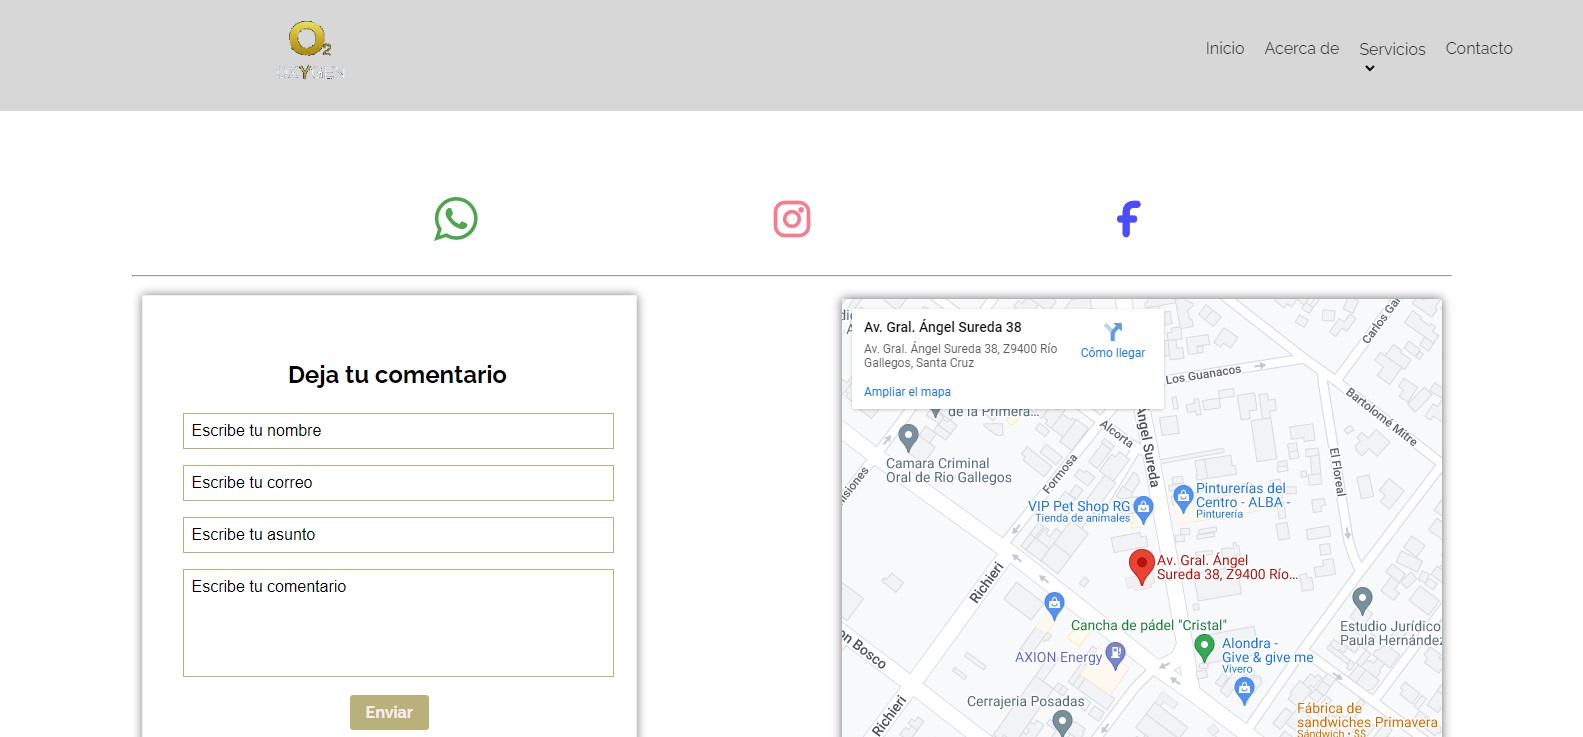 O2
OXYMEN
Inicio
Acerca de
Servicios
Contacto
Deja tu comentario
Escribe tu nombre
Escribe tu correo
Escribe tu asunto
Escribe tu comentario
Enviar
Av. Gral. Ángel Sureda 38
Av. Gral. Ángel Sureda 38, Z9400 Río
Gallegos, Santa Cruz
Cómo llegar
Ampliar el mapa
Carlos Gar
Los Guanacos
Bartolomé Mitre
de la Primera...
Alcorta
Ángel Sureda
El Floreal
Camara Criminal
Oral de Rio Gallegos
Formosa
isiones
VIP Pet Shop RG
Tienda de animales
Pinturerías del
Centro - ALBA -
Pinturería
Av. Gral. Ángel
Sureda 38, Z9400 Río...
Richieri
Cancha de pádel "Cristal"
Estudio Jurídico
Paula Hernández
on Bosco
AXION Energy
Alondra -
Give & give me
Vivero
Cerrajeria Posadas
Richieri
Fábrica de
sandwiches Primavera
Sándwich • $$